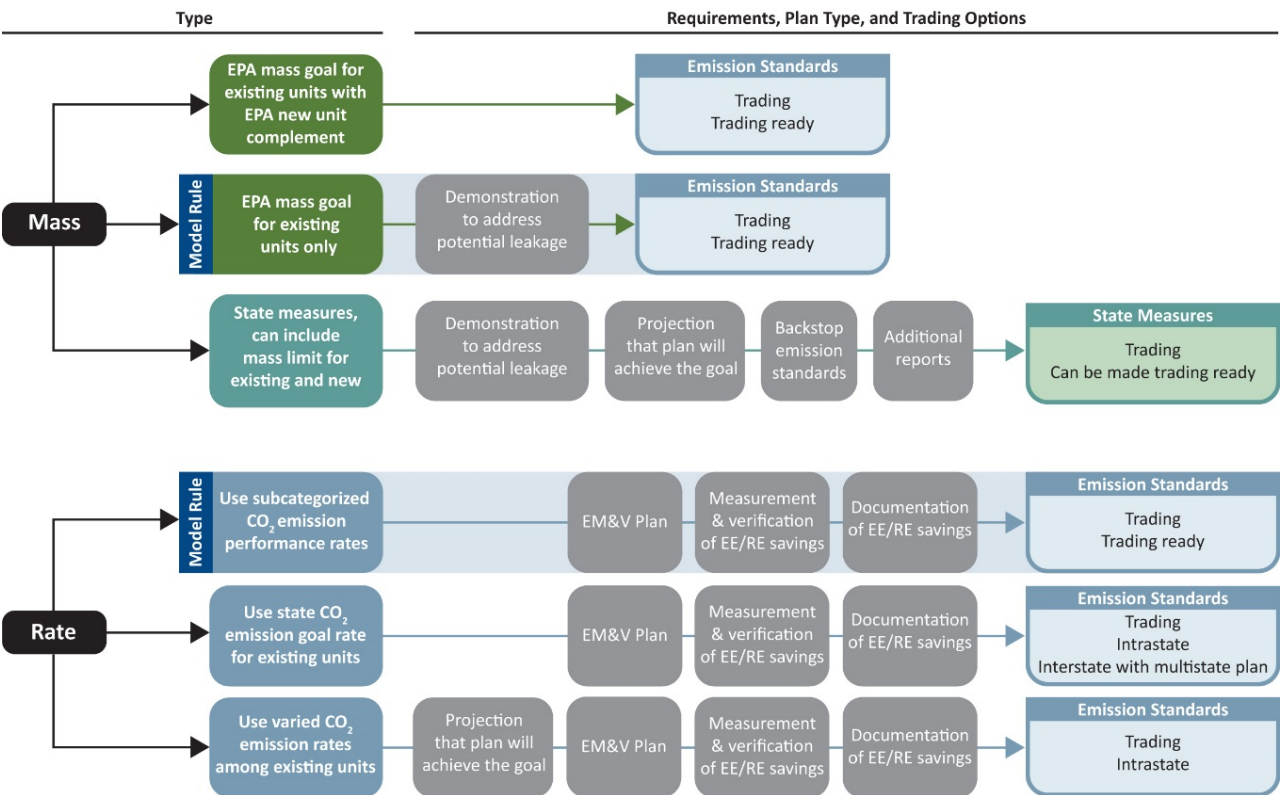 Type
Requirements, Plan Type, and Trading Options
Mass
EPA mass goal for
existing units with
EPA new unit
complement
Emission Standards
Trading
Trading ready
Model Rule
EPA mass goal
for existing
units only
Demonstration
to address
potential leakage
Emission Standards
Trading
Trading ready
State measures,
can include
mass limit for
existing and new
Demonstration
to address
potential leakage
Projection
that plan will
achieve the goal
Backstop
emission
standards
Additional
reports
State Measures
Trading
Can be made trading ready
Rate
Model Rule
Use subcategorized
CO2 emission
performance rates
EM&V Plan
Measurement
& verification
of EE/RE savings
Documentation
of EE/RE savings
Emission Standards
Trading
Trading ready
Use state CO2
emission goal rate
for existing units
EM&V Plan
Measurement
& verification
of EE/RE savings
Documentation
of EE/RE savings
Emission Standards
Trading
Intrastate
Interstate with multistate plan
Use varied CO2
emission rates
among existing units
Projection
that plan will
achieve the goal
EM&V Plan
Measurement
& verification
of EE/RE savings
Documentation
of EE/RE savings
Emission Standards
Trading
Intrastate